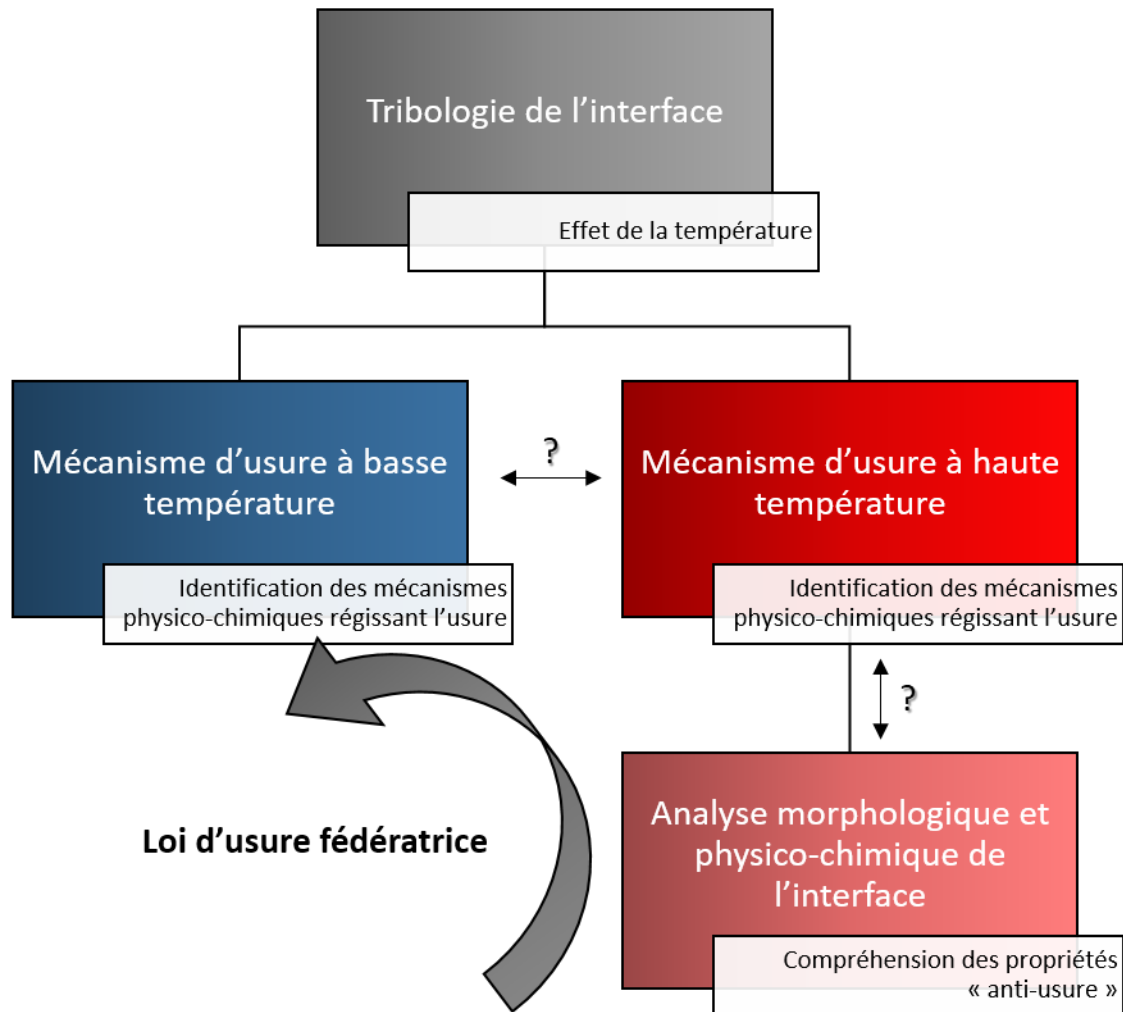 Tribologie de l’interface
Effet de la température
Mécanisme d’usure à basse
température
Identification des mécanismes
physico-chimiques régissant l’usure
?
Mécanisme d’usure à haute
température
Identification des mécanismes
physico-chimiques régissant l’usure
?
Loi d’usure fédératrice
Analyse morphologique et
physico-chimique de
l’interface
Compréhension des propriétés
« anti-usure »